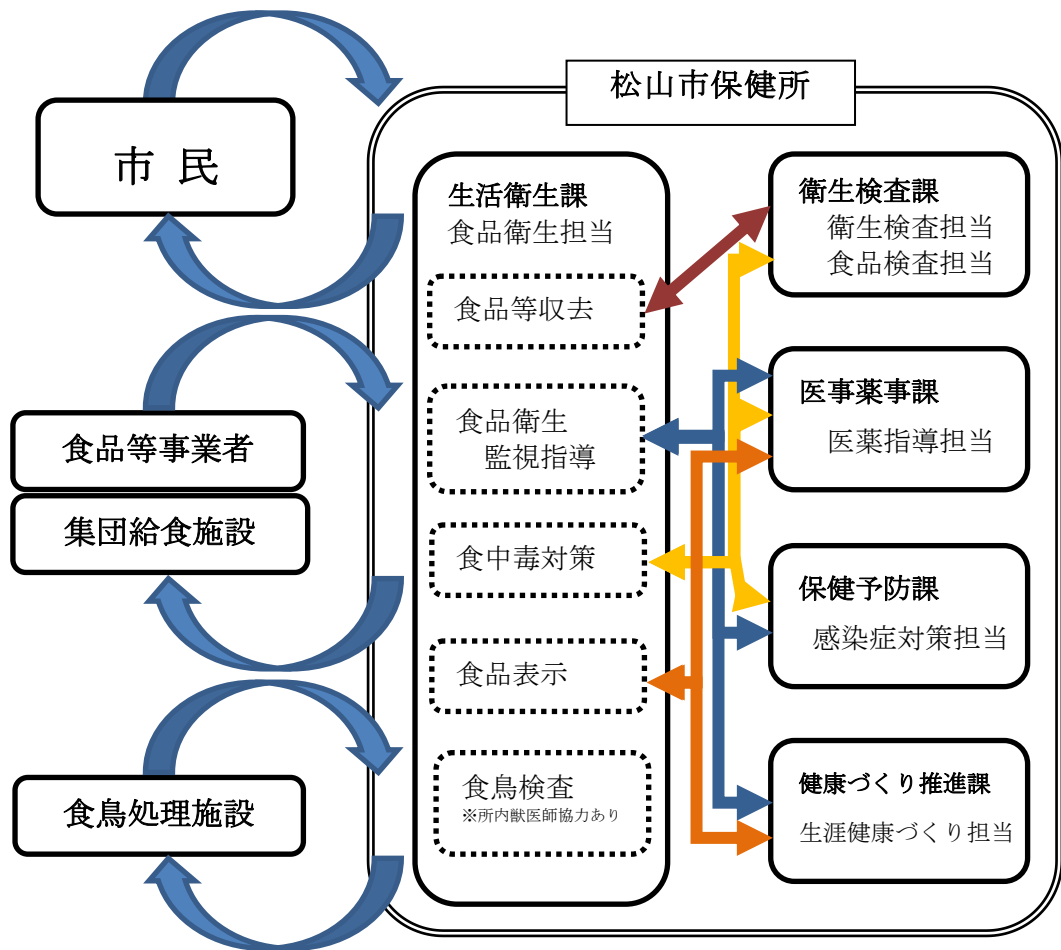 松山市保健所
市 民
食品等事業者
集団給食施設
食鳥処理施設
生活衛生課
食品衛生担当
食品等収去
食品衛生
監視指導
食中毒対策
食品表示
食鳥検査
※所内獣医師協力あり
衛生検査課
衛生検査担当
食品検査担当
医事薬事課
医薬指導担当
保健予防課
感染症対策担当
健康づくり推進課
生涯健康づくり担当